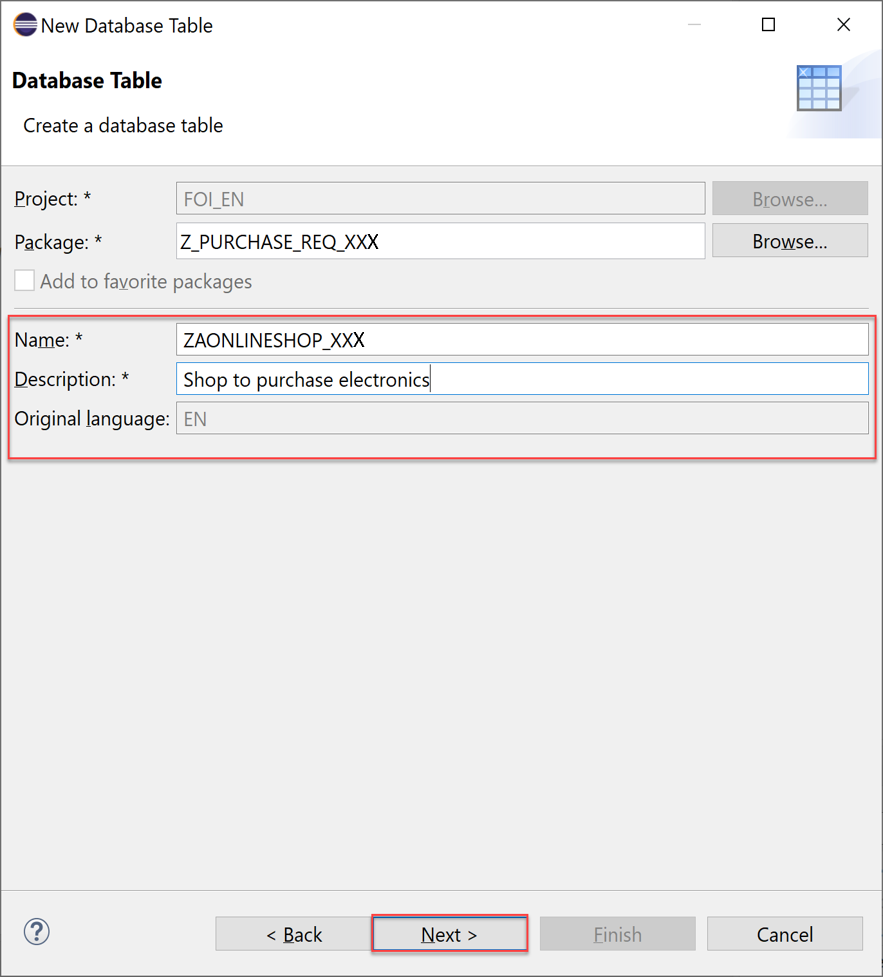 New Database Table
Database Table
Create a database table
Project: * FOI_EN Browse...
Package: * Z_PURCHASE_REQ_XXX Browse...
Add to favorite packages
Name: * ZAONLINESHOP_XXX
Description: * Shop to purchase electronics
Original language: EN
? < Back Next > Finish Cancel